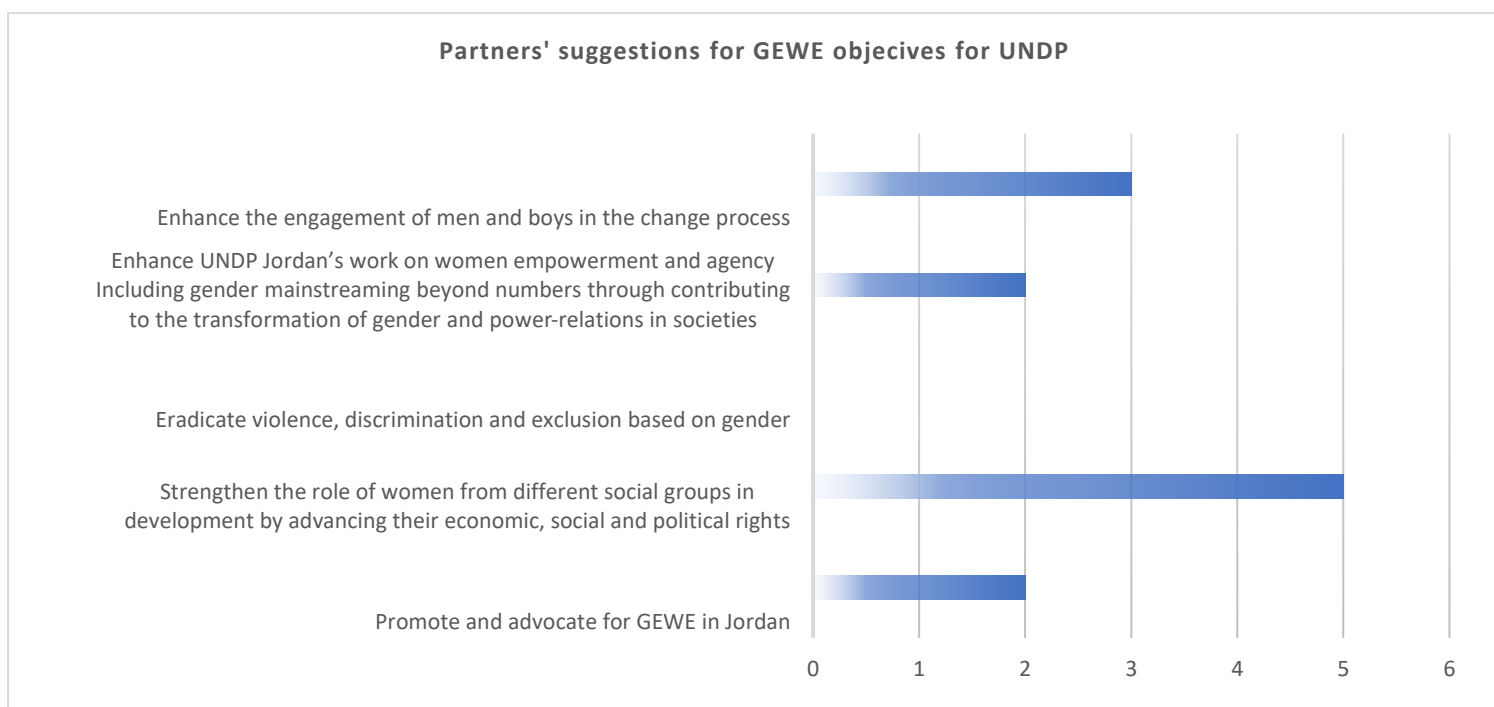 Partners' suggestions for GEWE objecives for UNDP
Enhance the engagement of men and boys in the change process
Enhance UNDP Jordan’s work on women empowerment and agency
Including gender mainstreaming beyond numbers through contributing
to the transformation of gender and power-relations in societies
Eradicate violence, discrimination and exclusion based on gender
Strengthen the role of women from different social groups in
development by advancing their economic, social and political rights
Promote and advocate for GEWE in Jordan
0 1 2 3 4 5 6